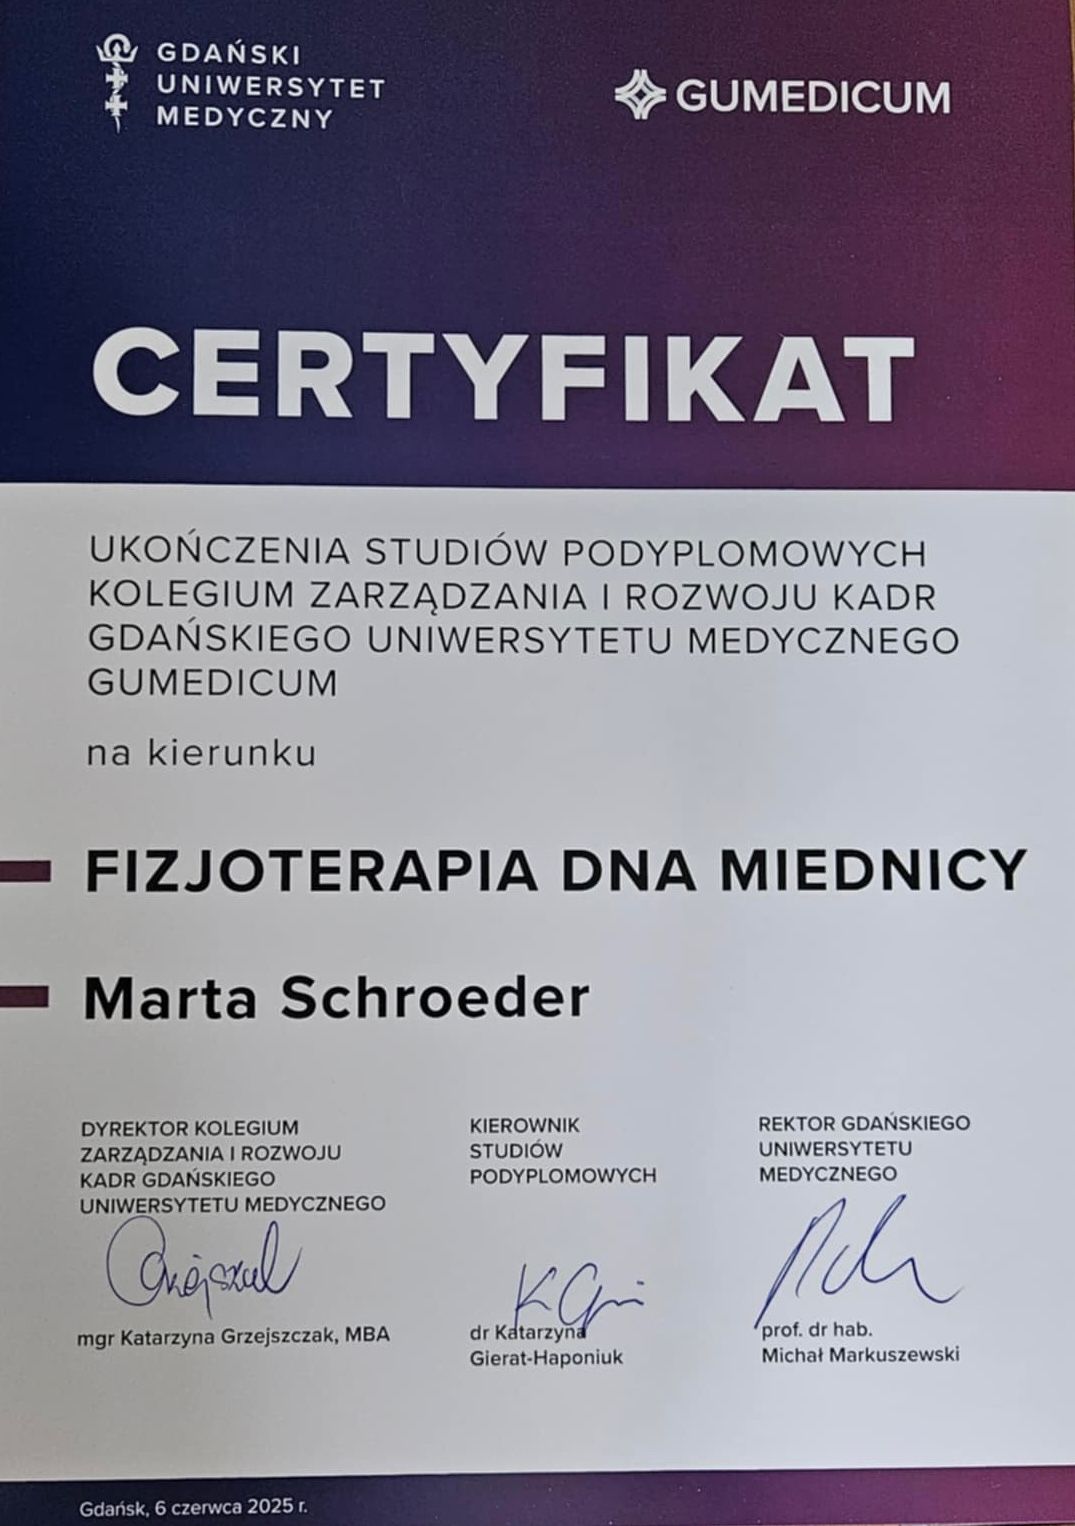 GDAŃSKI
UNIWERSYTET
MEDYCZNY
GUMEDICUM
CERTYFIKAT
UKOŃCZENIA STUDIÓW PODYPLOMOWYCH
KOLEGIUM ZARZĄDZANIA I ROZWOJU KADR
GDAŃSKIEGO UNIWERSYTETU MEDYCZNEGO
GUMEDICUM
na kierunku
FIZJOTERAPIA DNA MIEDNICY
Marta Schroeder
DYREKTOR KOLEGIUM
ZARZĄDZANIA I ROZWOJU
KADR GDAŃSKIEGO
UNIWERSYTETU MEDYCZNEGO
mgr Katarzyna Grzejszczak, MBA
KIEROWNIK
STUDIÓW
PODYPLOMOWYCH
dr Katarzyna
Gierat-Haponiuk
REKTOR GDAŃSKIEGO
UNIWERSYTETU
MEDYCZNEGO
prof. dr hab.
Michał Markuszewski
Gdańsk, 6 czerwca 2025 r.